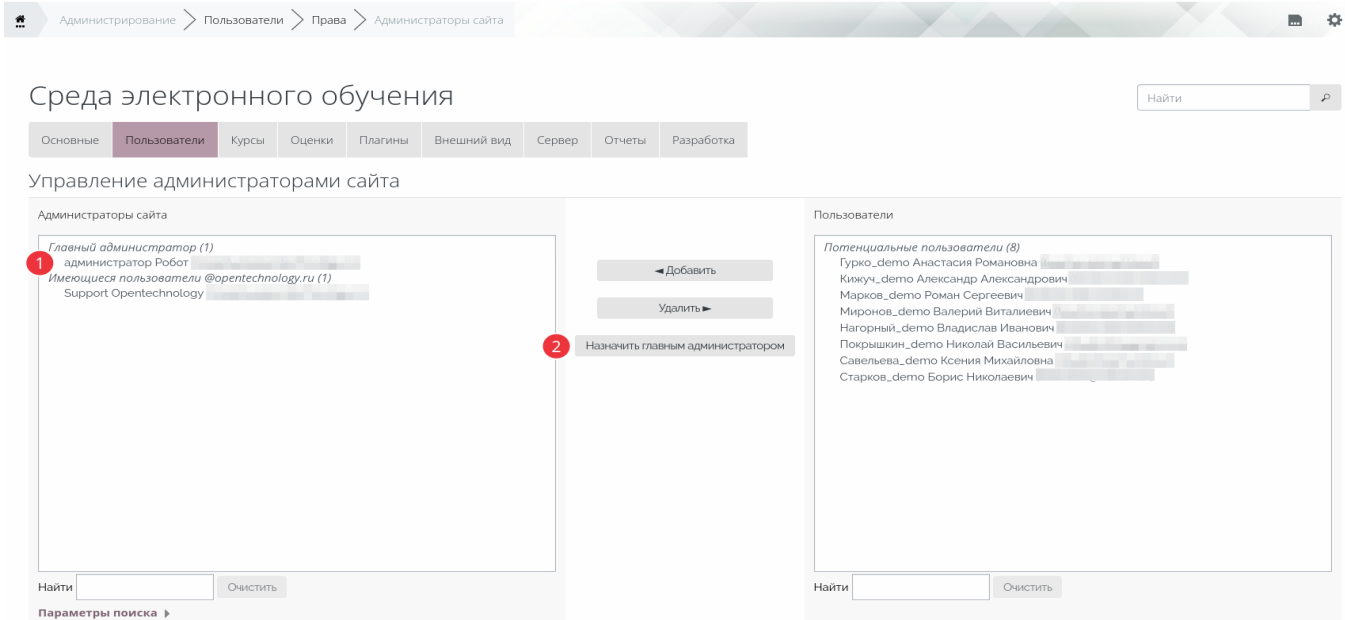 Администрирование Пользователи Права Администраторы сайта
Среда электронного обучения
Найти
Основные Пользователи Курсы Оценки Плагины Внешний вид Сервер Отчеты Разработка
Управление администраторами сайта
Администраторы сайта
Главный администратор (1)
1
администратор Робот
Имеющиеся пользователи @opentechnology.ru (1)
Support Opentechnology
◄ Добавить
Удалить ►
2
Назначить главным администратором
Пользователи
Потенциальные пользователи (8)
Гурко_demo Анастасия Романовна
Кижуч_demo Александр Александрович
Марков_demo Роман Сергеевич
Миронов_demo Валерий Виталиевич
Нагорный_demo Владислав Иванович
Покрышкин_demo Николай Васильевич
Савельева_demo Ксения Михайловна
Старков_demo Борис Николаевич
Найти Очистить
Параметры поиска
Найти Очистить